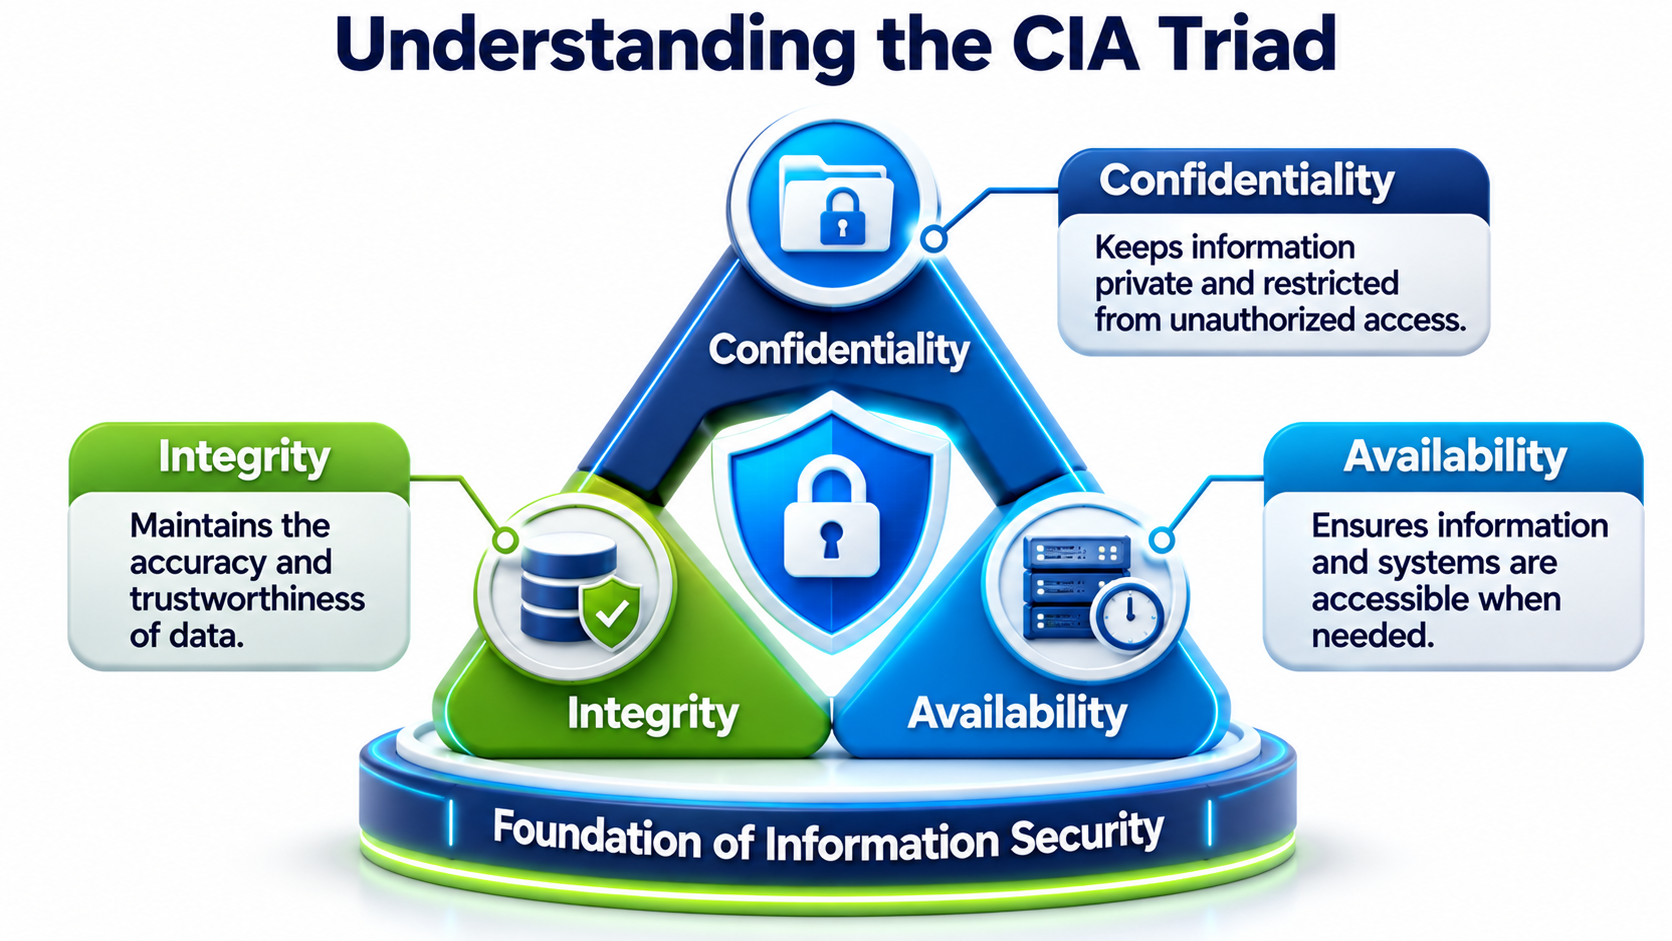 Understanding the CIA Triad
Confidentiality
Keeps information
private and restricted
from unauthorized access.
Confidentiality
Integrity
Maintains the
accuracy and
trustworthiness
of data.
Availability
Ensures information
and systems are
accessible when
needed.
Integrity
Availability
Foundation of Information Security